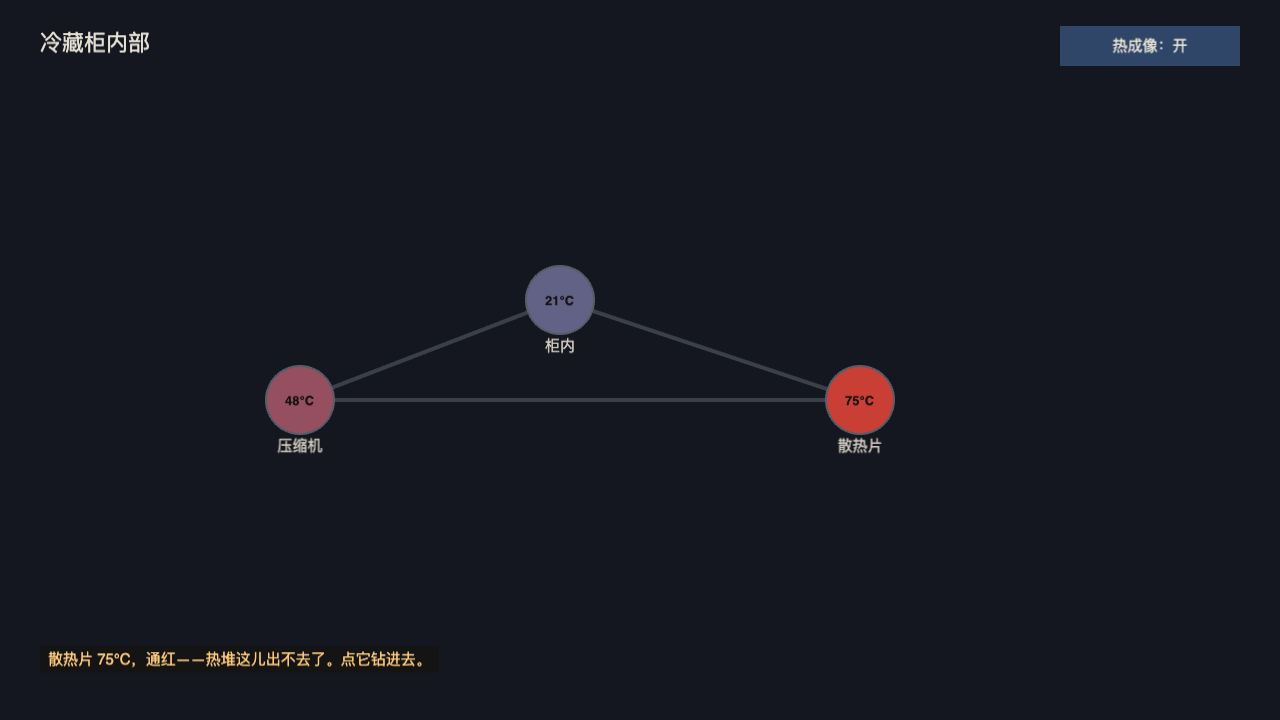 冷藏柜内部
热成像：开
21°C
柜内
48°C
75°C
压缩机
散热片
散热片 75°C，通红——热堆这儿出不去了。点它钻进去。